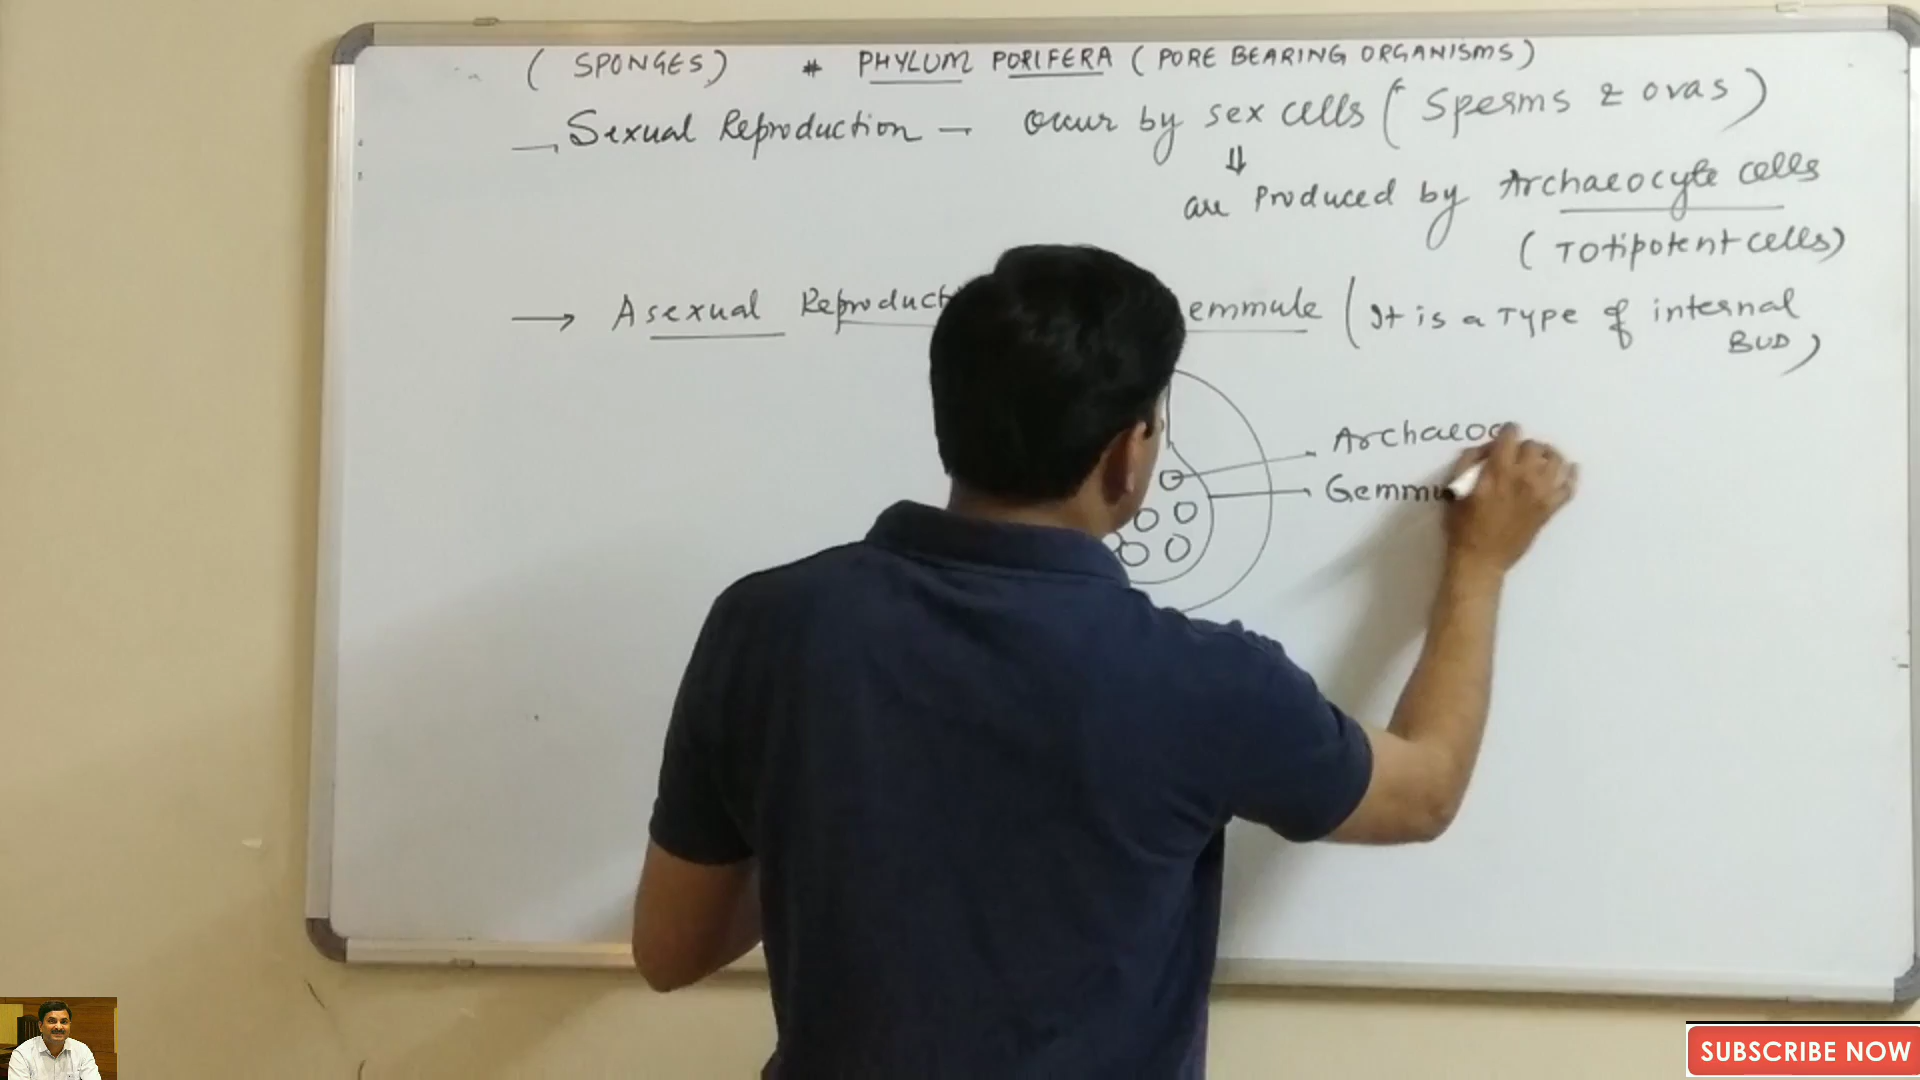 ( SPONGES ) * PHYLUM PORIFERA ( PORE BEARING ORGANISMS )
Sexual Reproduction - occur by sex cells ( Sperms & ovas )
⇓
are Produced by Archaeocyte cells
( Totipotent cells )
→ Asexual Reproduct emmule ( It is a Type of internal
BUD )
Archaeoc
Gemmu
SUBSCRIBE NOW